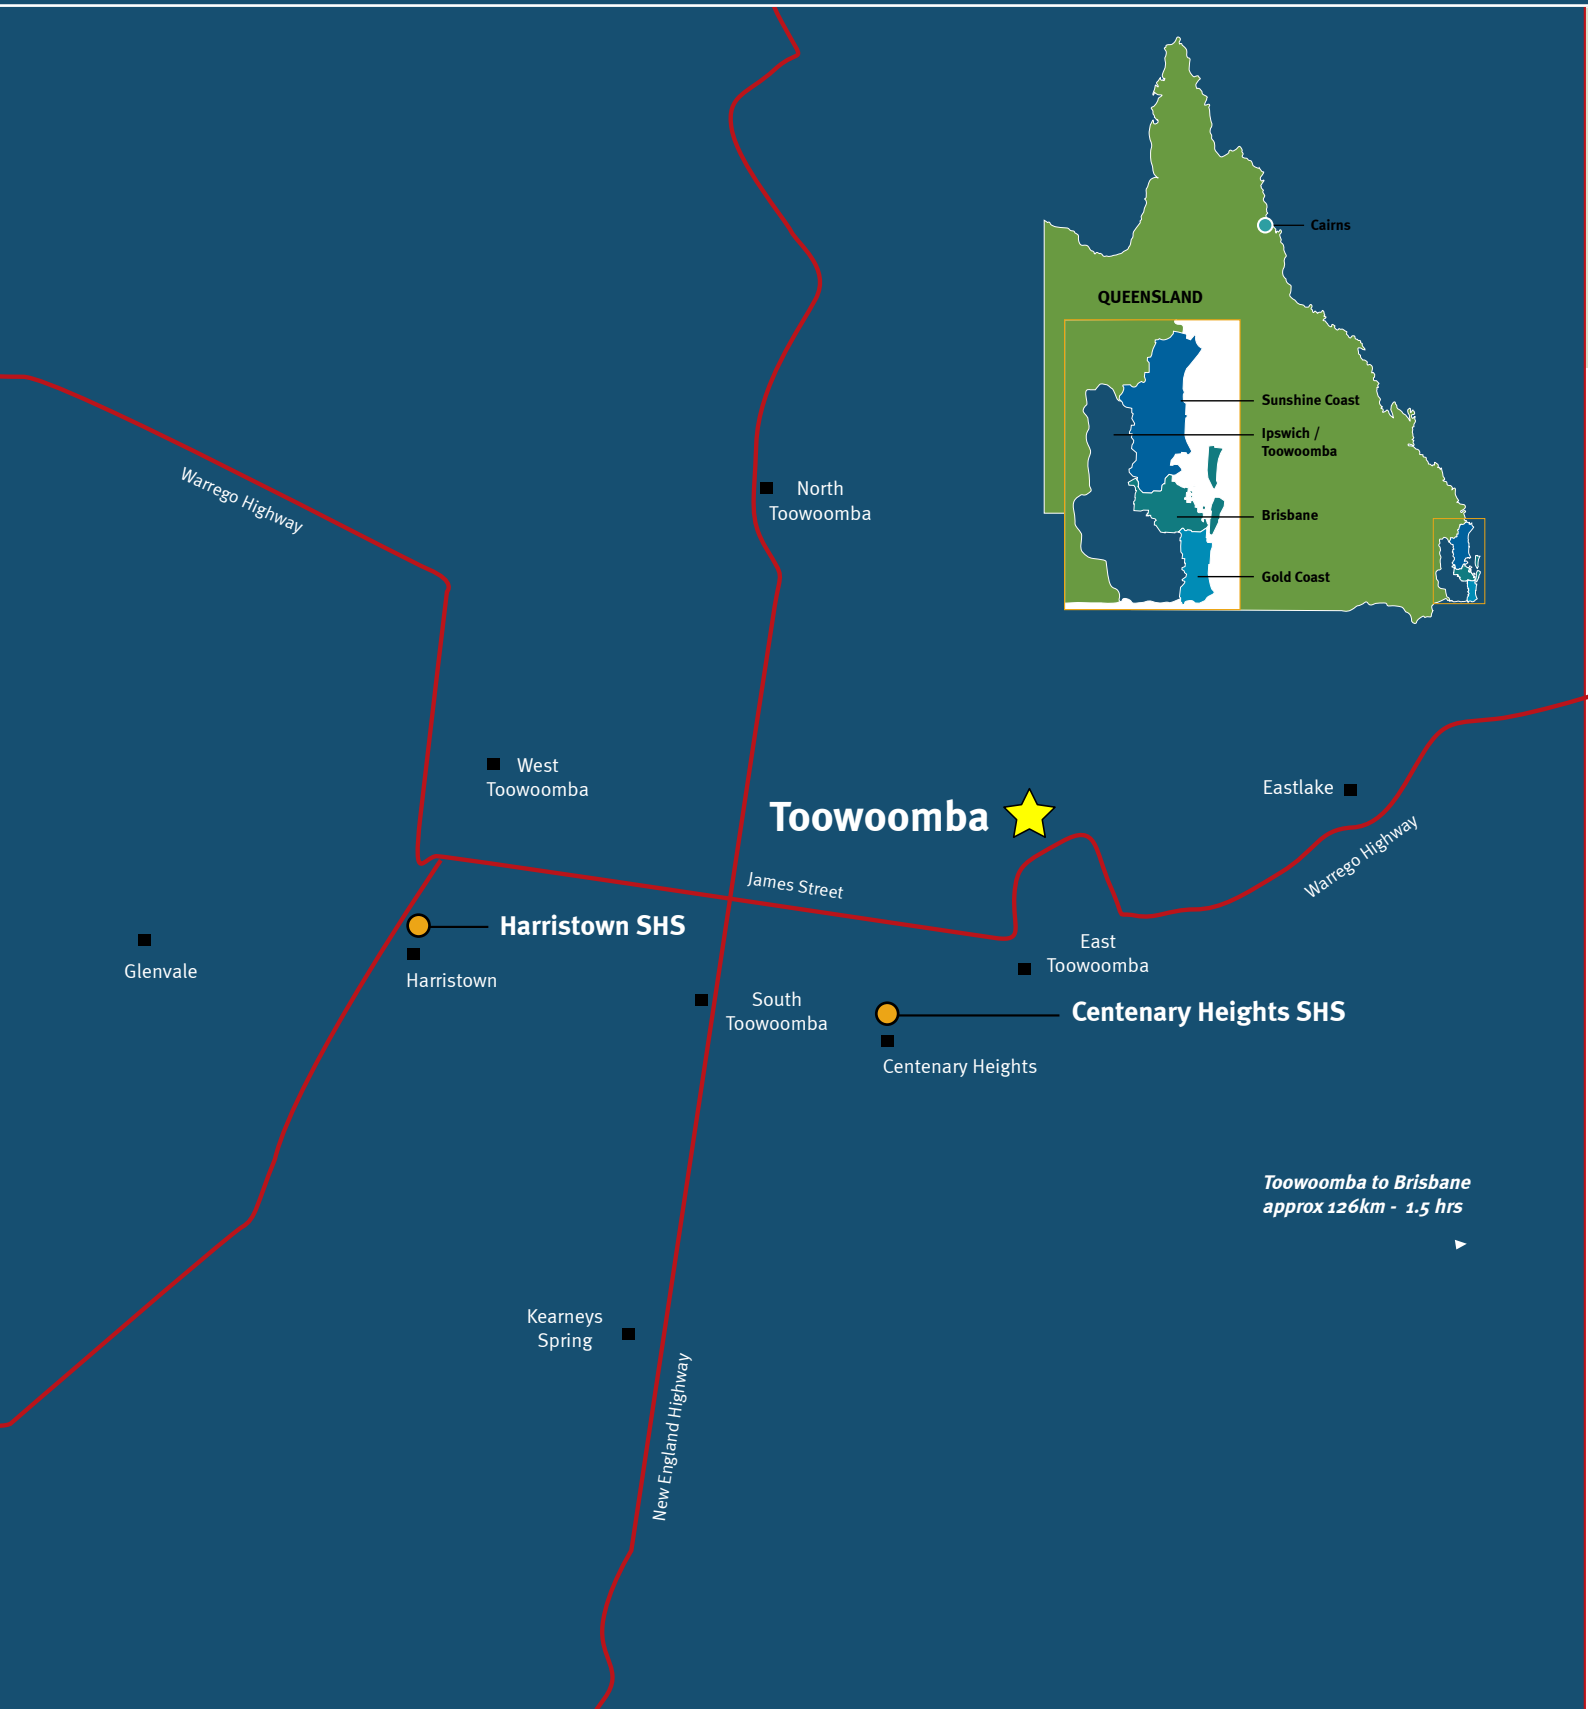 Cairns
QUEENSLAND
Sunshine Coast
Ipswich /
Toowoomba
Brisbane
Gold Coast
Warrego Highway
North
Toowoomba
West
Toowoomba
Toowoomba
Eastlake
Warrego Highway
James Street
Harristown SHS
Glenvale
Harristown
East
Toowoomba
South
Toowoomba
Centenary Heights SHS
Centenary Heights
Toowoomba to Brisbane
approx 126km - 1.5 hrs
Kearneys
Spring
New England Highway